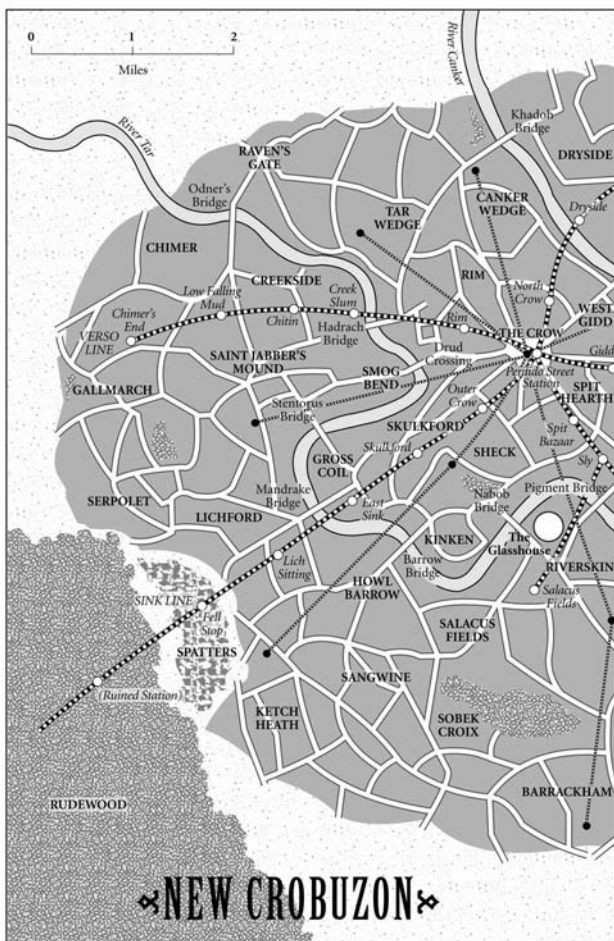 0 1 2
Miles
River Canker
River Tar
Khadoh
Bridge
DRYSIDE
RAVEN'S
GATE
Odner's
Bridge
CANKER
WEDGE
TAR
WEDGE
Dryside
CHIMER
RIM
CREEKSIDE
Low Falling
Mud
Creek
Slum
North
Crow
WEST
GIDD
Chimer's
End
Chitin
Hadrach
Bridge
Rim
THE CROW
VERSO
LINE
Drud
Crossing
Gidd
SAINT JABBER'S
MOUND
SMOG
BEND
Perdido Street
Station
GALLMARCH
Outer
Crow
SPIT
HEARTH
Stentorus
Bridge
SKULKFORD
Spit
Bazaar
Skulkford
SHECK
GROSS
COIL
Sly
Mandrake
Bridge
Nabob
Bridge
Pigment Bridge
SERPOLET
LICHFORD
East
Sink
KINKEN
The
Glasshouse
Barrow
Bridge
Lich
Sitting
RIVERSKIN
HOWL
BARROW
Salacus
Fields
SINK LINE
Fell
Stop
SALACUS
FIELDS
SPATTERS
SANGWINE
(Ruined Station)
KETCH
HEATH
SOBEK
CROIX
BARRACKHAM
RUDEWOOD
NEW CROBUZON